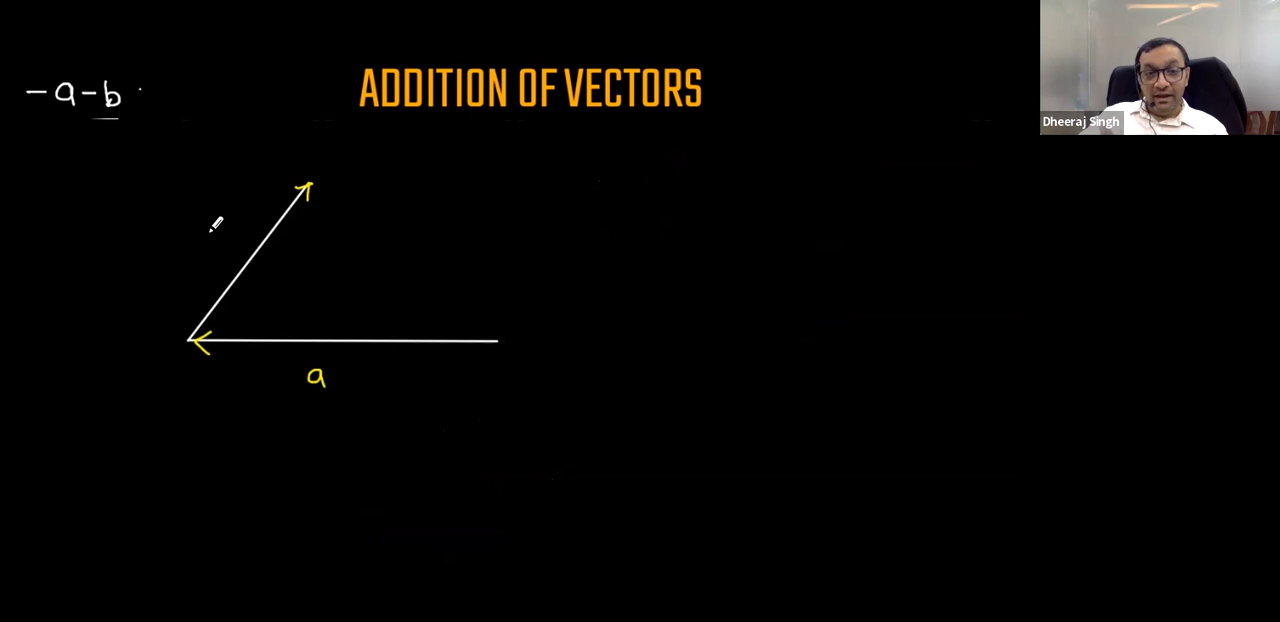 ADDITION OF VECTORS
-a-b
Dheeraj Singh
a